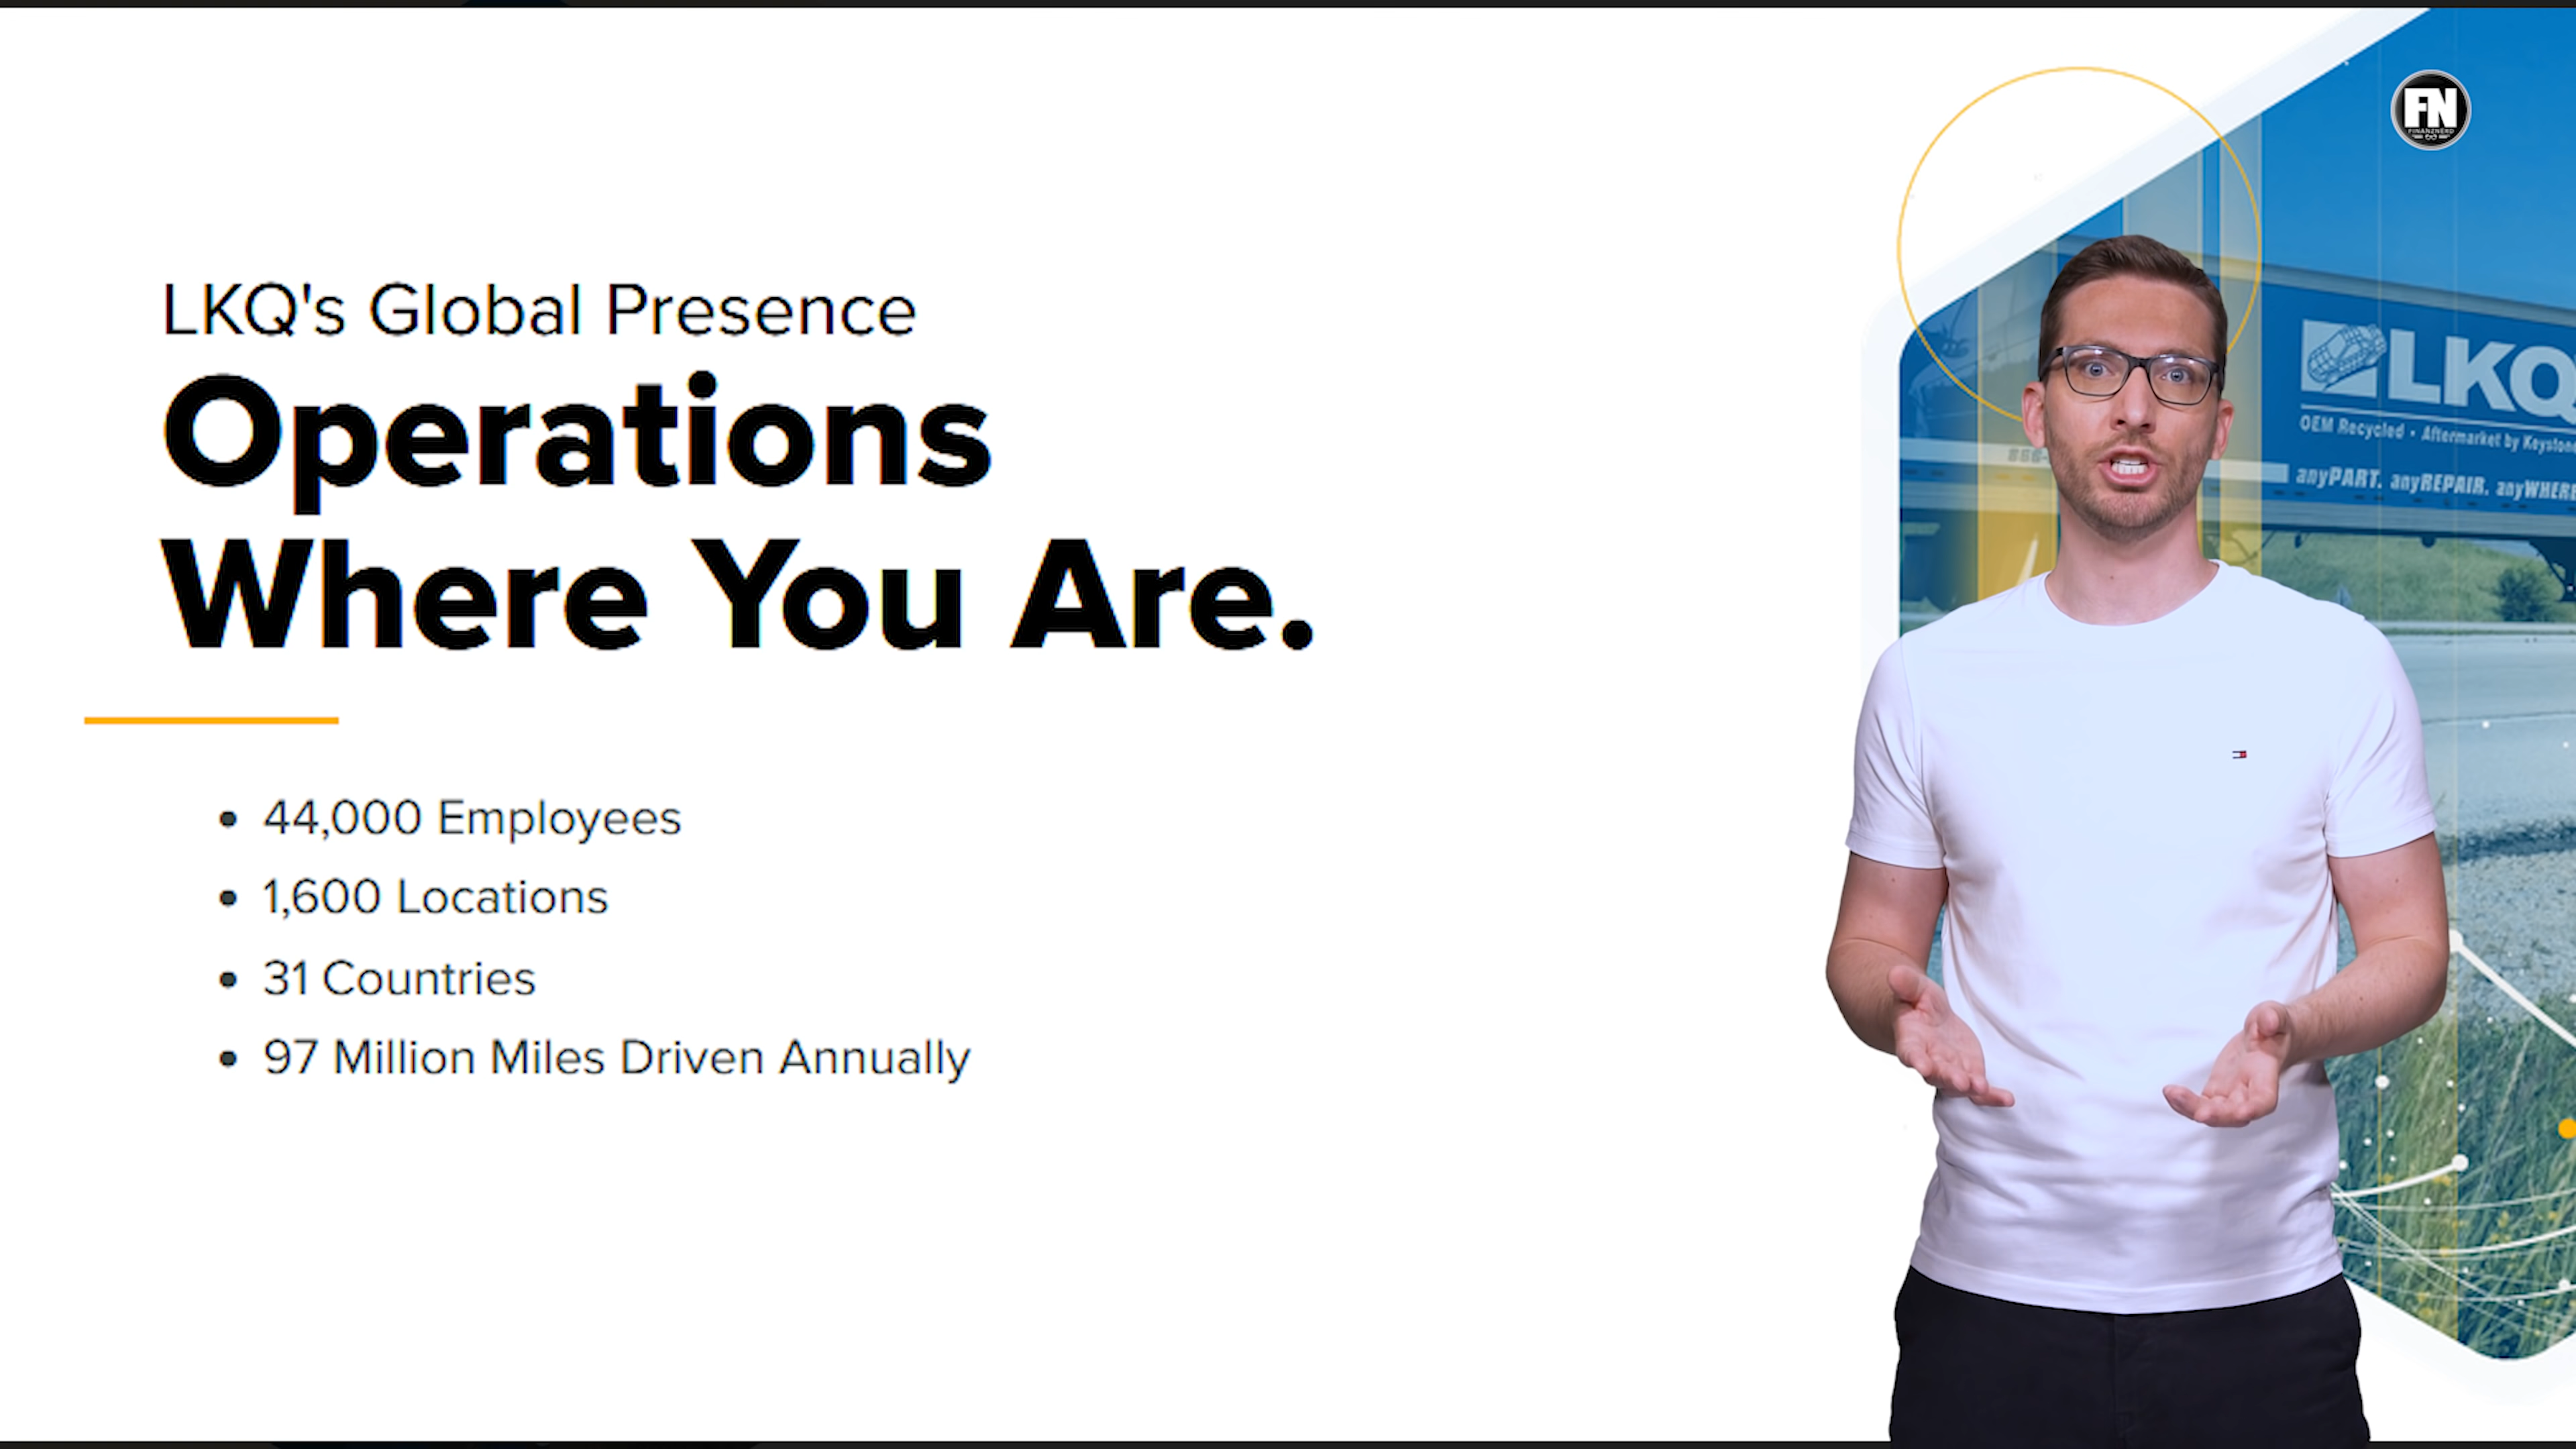 FN
FINANZNERD
LKQ's Global Presence
Operations
Where You Are.
44,000 Employees
1,600 Locations
31 Countries
97 Million Miles Driven Annually
LKQ
OEM Recycled • Aftermarket by Keystone
anyPART. anyREPAIR. anyWHERE